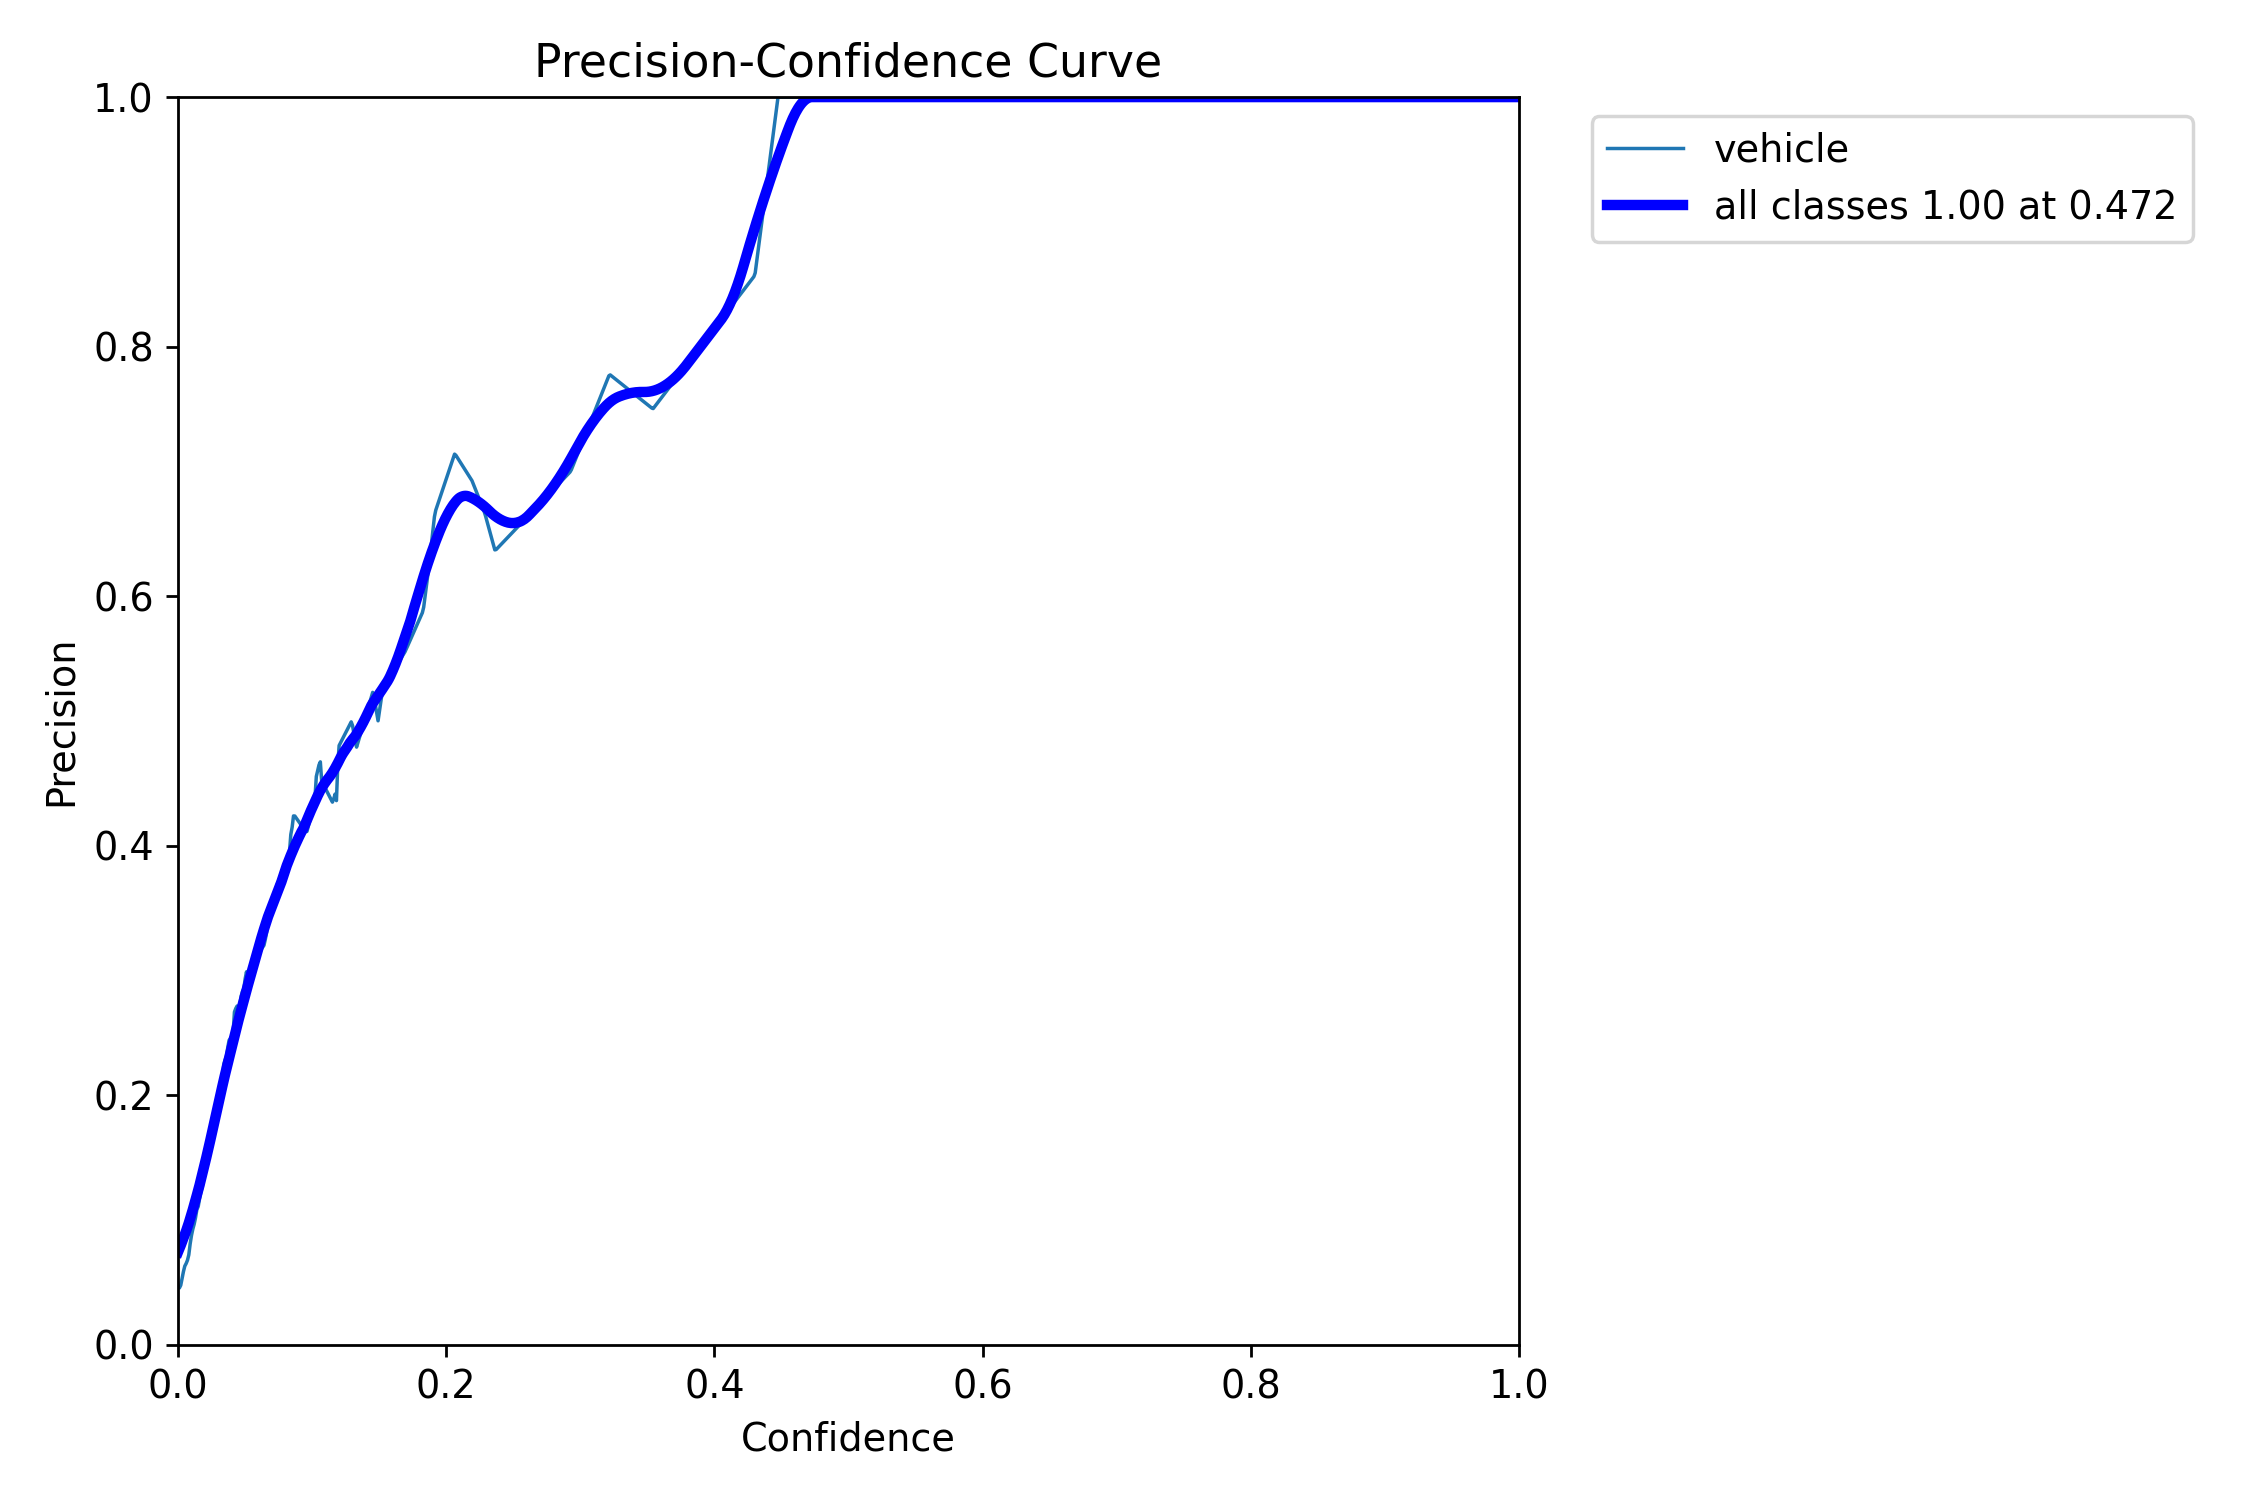 Precision-Confidence Curve
1.0
0.8
0.6
0.4
0.2
0.0
Precision
0.0 0.2 0.4 0.6 0.8 1.0
Confidence
vehicle
all classes 1.00 at 0.472